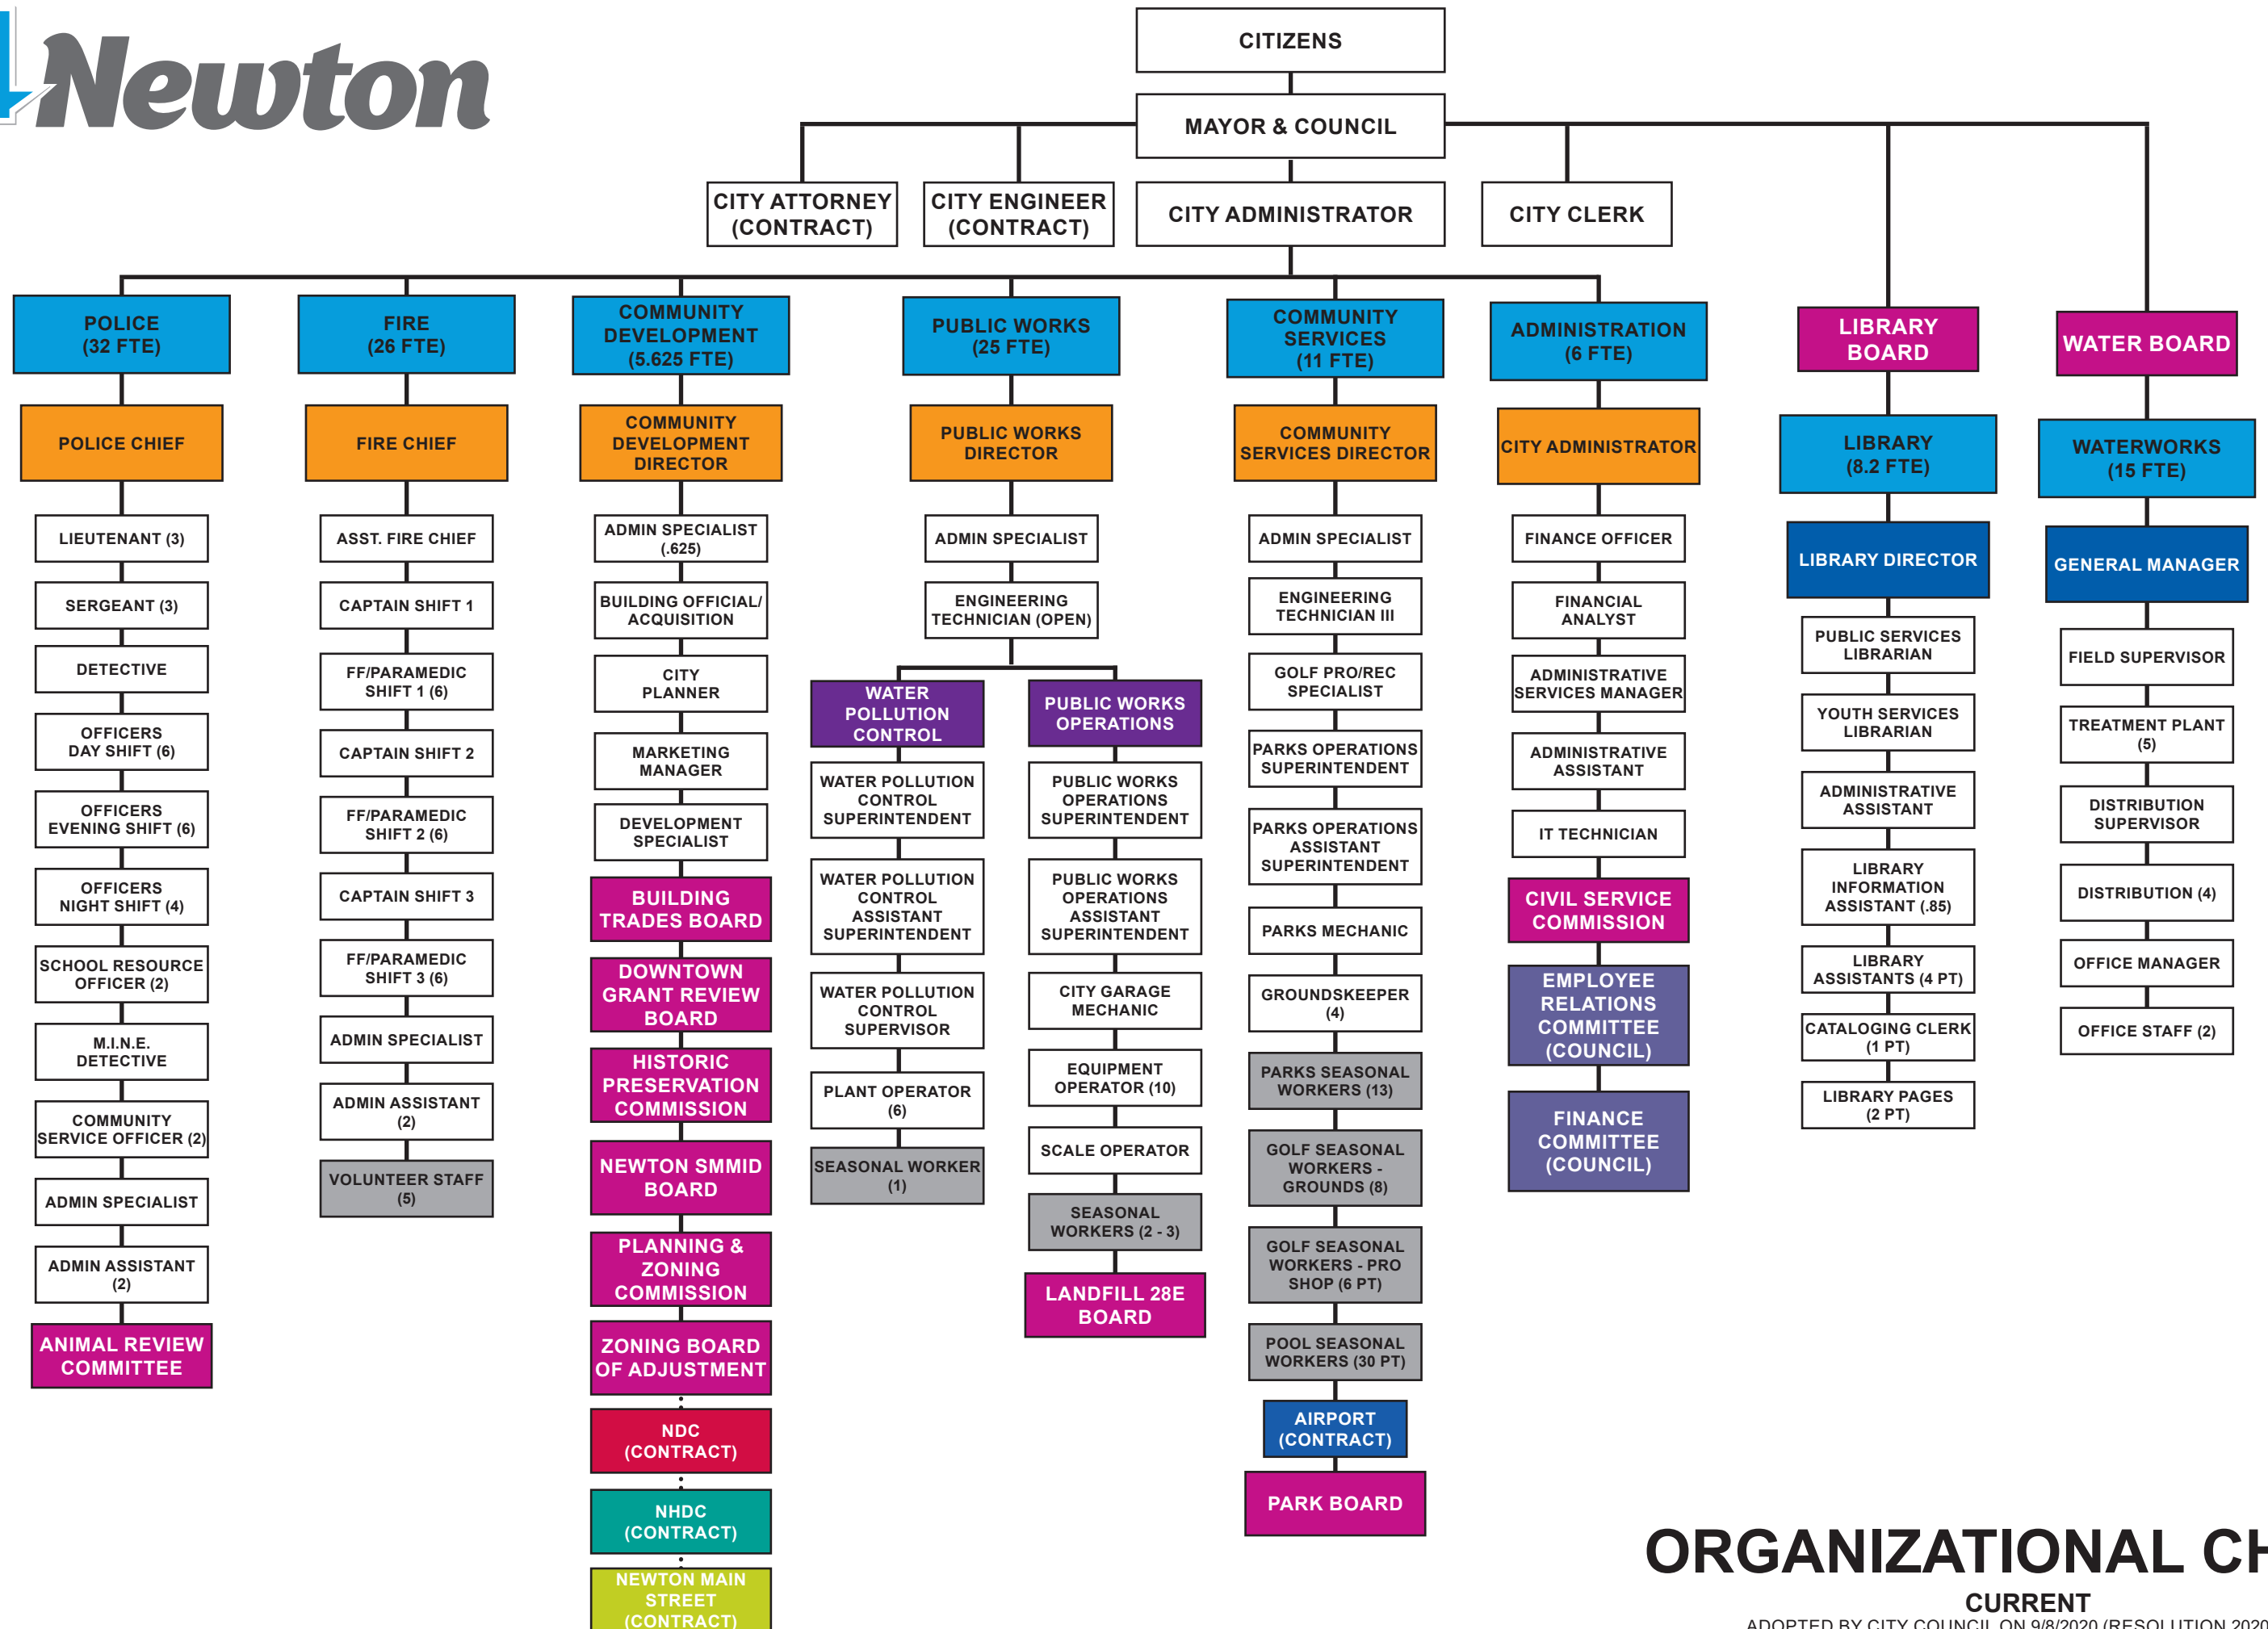 Newton
CITIZENS
MAYOR & COUNCIL
CITY ATTORNEY
(CONTRACT)
CITY ENGINEER
(CONTRACT)
CITY ADMINISTRATOR
CITY CLERK
POLICE
(32 FTE)
POLICE CHIEF
LIEUTENANT (3)
SERGEANT (3)
DETECTIVE
OFFICERS
DAY SHIFT (6)
OFFICERS
EVENING SHIFT (6)
OFFICERS
NIGHT SHIFT (4)
SCHOOL RESOURCE
OFFICER (2)
M.I.N.E.
DETECTIVE
COMMUNITY
SERVICE OFFICER (2)
ADMIN SPECIALIST
ADMIN ASSISTANT
(2)
ANIMAL REVIEW
COMMITTEE
FIRE
(26 FTE)
FIRE CHIEF
ASST. FIRE CHIEF
CAPTAIN SHIFT 1
FF/PARAMEDIC
SHIFT 1 (6)
CAPTAIN SHIFT 2
FF/PARAMEDIC
SHIFT 2 (6)
CAPTAIN SHIFT 3
FF/PARAMEDIC
SHIFT 3 (6)
ADMIN SPECIALIST
ADMIN ASSISTANT
(2)
VOLUNTEER STAFF
(5)
COMMUNITY
DEVELOPMENT
(5.625 FTE)
COMMUNITY
DEVELOPMENT
DIRECTOR
ADMIN SPECIALIST
(.625)
BUILDING OFFICIAL/
ACQUISITION
CITY
PLANNER
MARKETING
MANAGER
DEVELOPMENT
SPECIALIST
BUILDING
TRADES BOARD
DOWNTOWN
GRANT REVIEW
BOARD
HISTORIC
PRESERVATION
COMMISSION
NEWTON SMMID
BOARD
PLANNING &
ZONING
COMMISSION
ZONING BOARD
OF ADJUSTMENT
NDC
(CONTRACT)
NHDC
(CONTRACT)
NEWTON MAIN
STREET
(CONTRACT)
PUBLIC WORKS
(25 FTE)
PUBLIC WORKS
DIRECTOR
ADMIN SPECIALIST
ENGINEERING
TECHNICIAN (OPEN)
WATER
POLLUTION
CONTROL
WATER POLLUTION
CONTROL
SUPERINTENDENT
WATER POLLUTION
CONTROL
ASSISTANT
SUPERINTENDENT
WATER POLLUTION
CONTROL
SUPERVISOR
PLANT OPERATOR
(6)
SEASONAL WORKER
(1)
PUBLIC WORKS
OPERATIONS
PUBLIC WORKS
OPERATIONS
SUPERINTENDENT
PUBLIC WORKS
OPERATIONS
ASSISTANT
SUPERINTENDENT
CITY GARAGE
MECHANIC
EQUIPMENT
OPERATOR (10)
SCALE OPERATOR
SEASONAL
WORKERS (2 - 3)
LANDFILL 28E
BOARD
COMMUNITY
SERVICES
(11 FTE)
COMMUNITY
SERVICES DIRECTOR
ADMIN SPECIALIST
ENGINEERING
TECHNICIAN III
GOLF PRO/REC
SPECIALIST
PARKS OPERATIONS
SUPERINTENDENT
PARKS OPERATIONS
ASSISTANT
SUPERINTENDENT
PARKS MECHANIC
GROUNDSKEEPER
(4)
PARKS SEASONAL
WORKERS (13)
GOLF SEASONAL
WORKERS -
GROUNDS (8)
GOLF SEASONAL
WORKERS - PRO
SHOP (6 PT)
POOL SEASONAL
WORKERS (30 PT)
AIRPORT
(CONTRACT)
PARK BOARD
ADMINISTRATION
(6 FTE)
CITY ADMINISTRATOR
FINANCE OFFICER
FINANCIAL
ANALYST
ADMINISTRATIVE
SERVICES MANAGER
ADMINISTRATIVE
ASSISTANT
IT TECHNICIAN
CIVIL SERVICE
COMMISSION
EMPLOYEE
RELATIONS
COMMITTEE
(COUNCIL)
FINANCE
COMMITTEE
(COUNCIL)
LIBRARY
BOARD
LIBRARY
(8.2 FTE)
LIBRARY DIRECTOR
PUBLIC SERVICES
LIBRARIAN
YOUTH SERVICES
LIBRARIAN
ADMINISTRATIVE
ASSISTANT
LIBRARY
INFORMATION
ASSISTANT (.85)
LIBRARY
ASSISTANTS (4 PT)
CATALOGING CLERK
(1 PT)
LIBRARY PAGES
(2 PT)
WATER BOARD
WATERWORKS
(15 FTE)
GENERAL MANAGER
FIELD SUPERVISOR
TREATMENT PLANT
(5)
DISTRIBUTION
SUPERVISOR
DISTRIBUTION (4)
OFFICE MANAGER
OFFICE STAFF (2)
ORGANIZATIONAL CH
CURRENT
ADOPTED BY CITY COUNCIL ON 9/8/2020 (RESOLUTION 2020